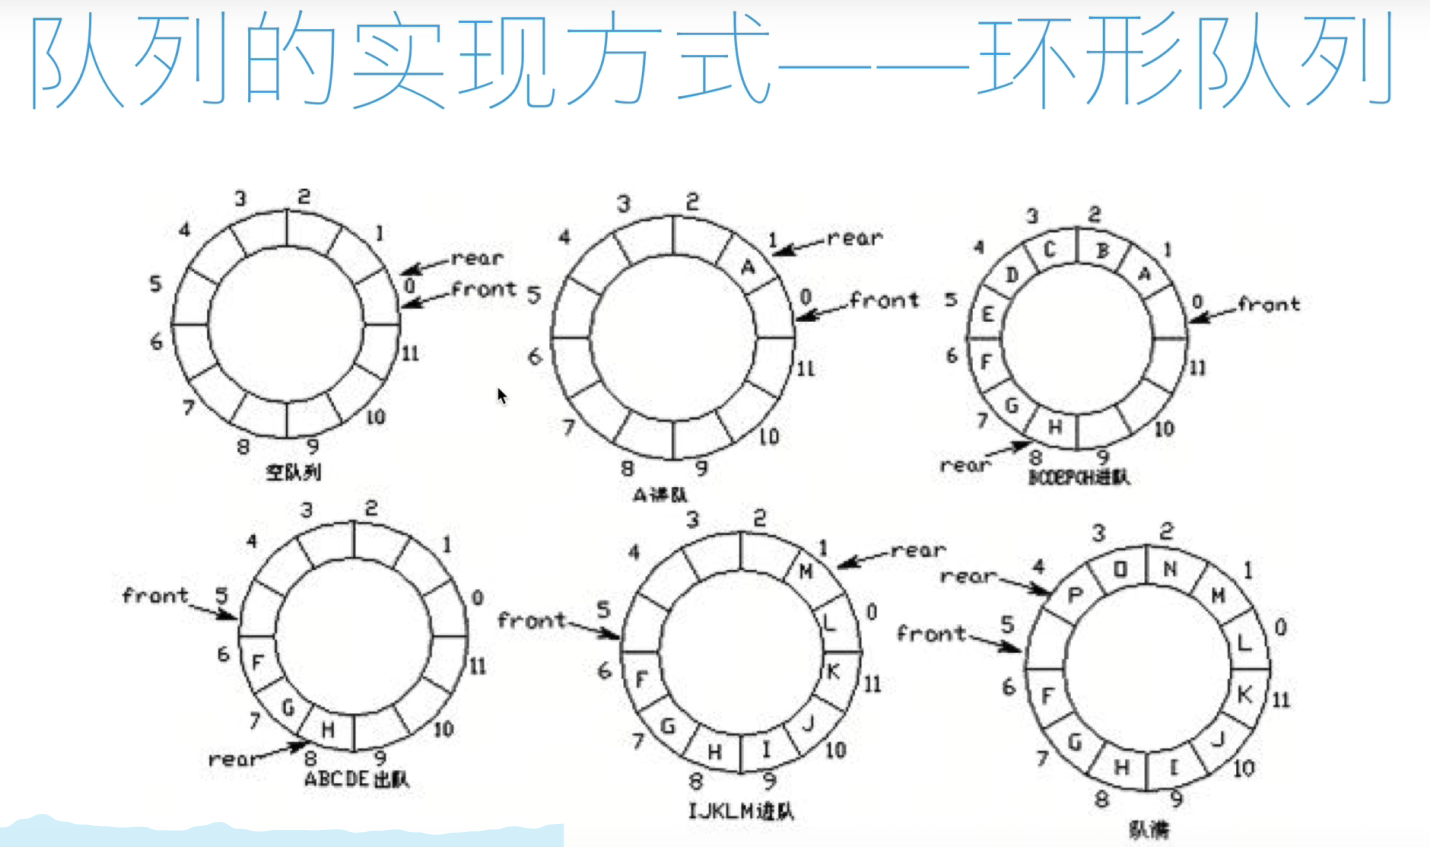 队列的实现方式——环形队列
3 2
4 1
rear
5 0
front
6 11
7 10
8 9
空队列
3 2
4 1 rear
A
5 0 front
6 11
7 10
8 9
A进队
3 2
4 C B 1
D A
5 E 0 front
6 F 11
7 G 10
H
rear 8 9
BCDEFGH进队
3 2
4 1
front 5 0
6 F 11
7 G 10
H
rear 8 9
ABCDE出队
3 2
4 1 rear
M
front 5 L 0
6 F K 11
7 G J 10
H I
8 9
IJKLM进队
3 2
rear 4 O N 1
P M
front 5 L 0
6 F K 11
7 G J 10
H I
8 9
队满